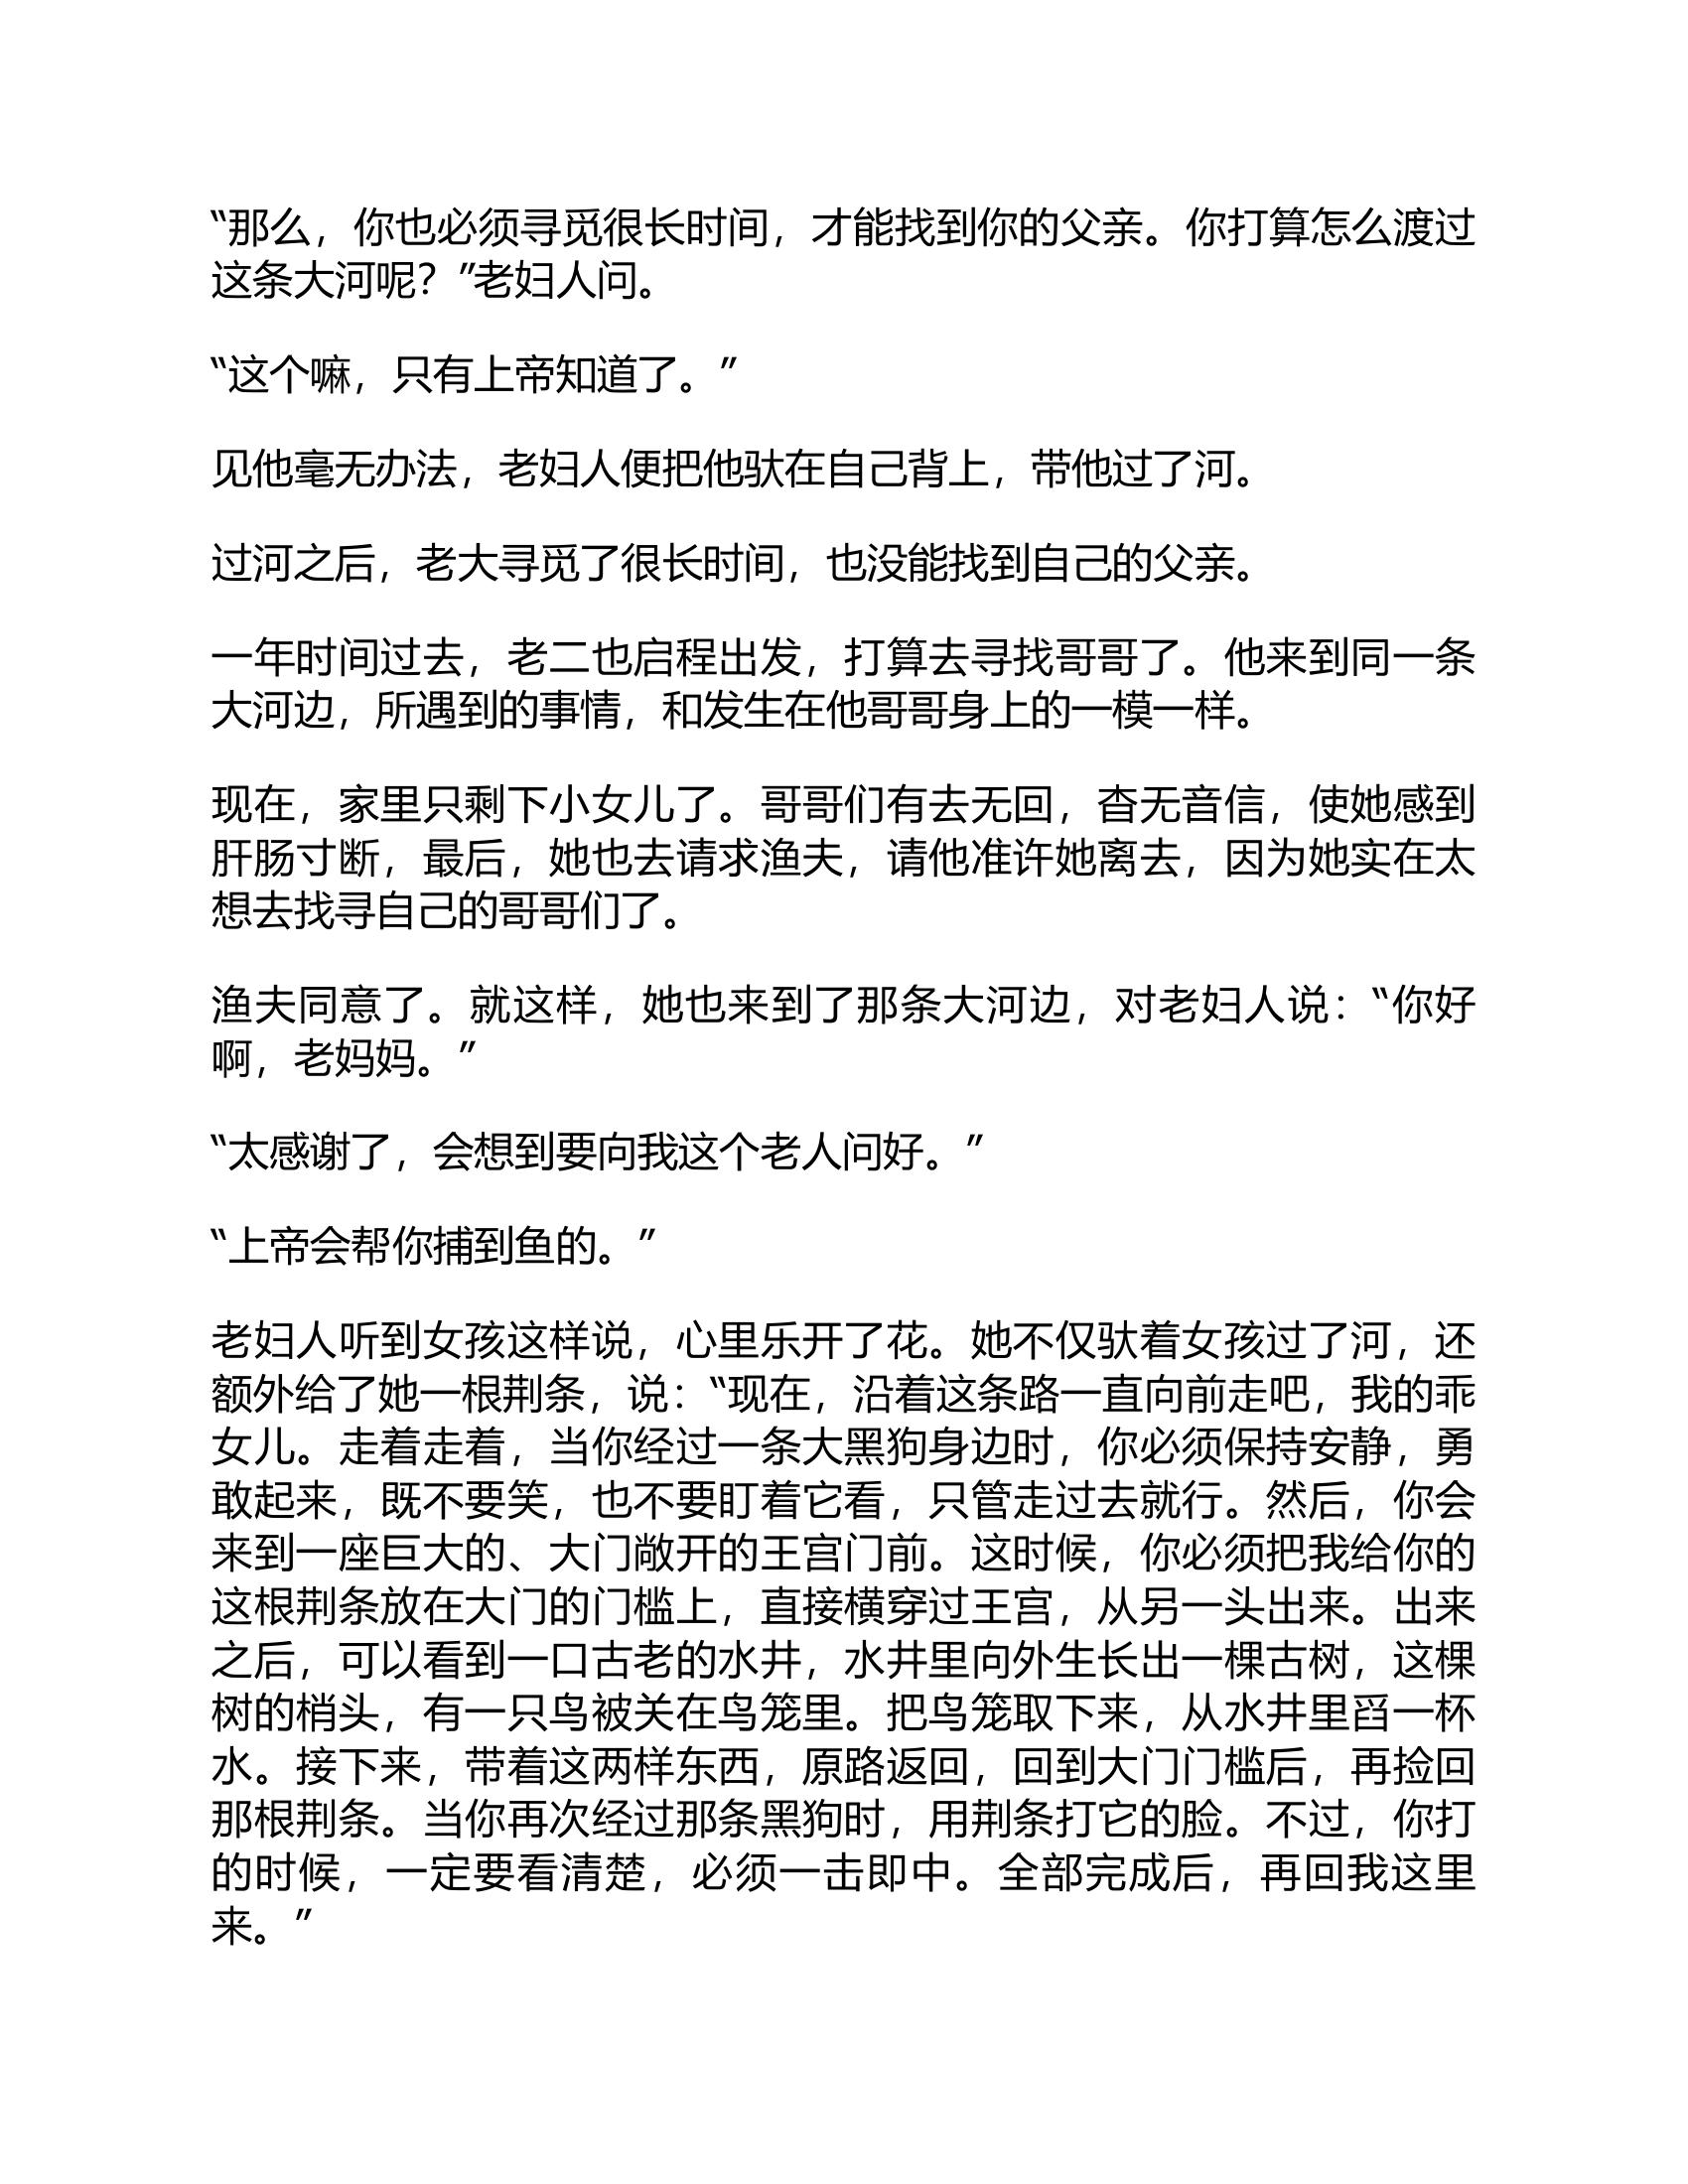 “那么，你也必须寻觅很长时间，才能找到你的父亲。你打算怎么渡过
这条大河呢？”老妇人问。
“这个嘛，只有上帝知道了。”
见他毫无办法，老妇人便把他驮在自己背上，带他过了河。
过河之后，老大寻觅了很长时间，也没能找到自己的父亲。
一年时间过去，老二也启程出发，打算去寻找哥哥了。他来到同一条
大河边，所遇到的事情，和发生在他哥哥身上的一模一样。
现在，家里只剩下小女儿了。哥哥们有去无回，杳无音信，使她感到
肝肠寸断，最后，她也去请求渔夫，请他准许她离去，因为她实在太
想去找寻自己的哥哥们了。
渔夫同意了。就这样，她也来到了那条大河边，对老妇人说：“你好
啊，老妈妈。”
“太感谢了，会想到要向我这个老人问好。”
“上帝会帮你捕到鱼的。”
老妇人听到女孩这样说，心里乐开了花。她不仅驮着女孩过了河，还
额外给了她一根荆条，说：“现在，沿着这条路一直向前走吧，我的乖
女儿。走着走着，当你经过一条大黑狗身边时，你必须保持安静，勇
敢起来，既不要笑，也不要盯着它看，只管走过去就行。然后，你会
来到一座巨大的、大门敞开的王宫门前。这时候，你必须把我给你的
这根荆条放在大门的门槛上，直接横穿过王宫，从另一头出来。出来
之后，可以看到一口古老的水井，水井里向外生长出一棵古树，这棵
树的梢头，有一只鸟被关在鸟笼里。把鸟笼取下来，从水井里舀一杯
水。接下来，带着这两样东西，原路返回，回到大门门槛后，再捡回
那根荆条。当你再次经过那条黑狗时，用荆条打它的脸。不过，你打
的时候，一定要看清楚，必须一击即中。全部完成后，再回我这里
来。”